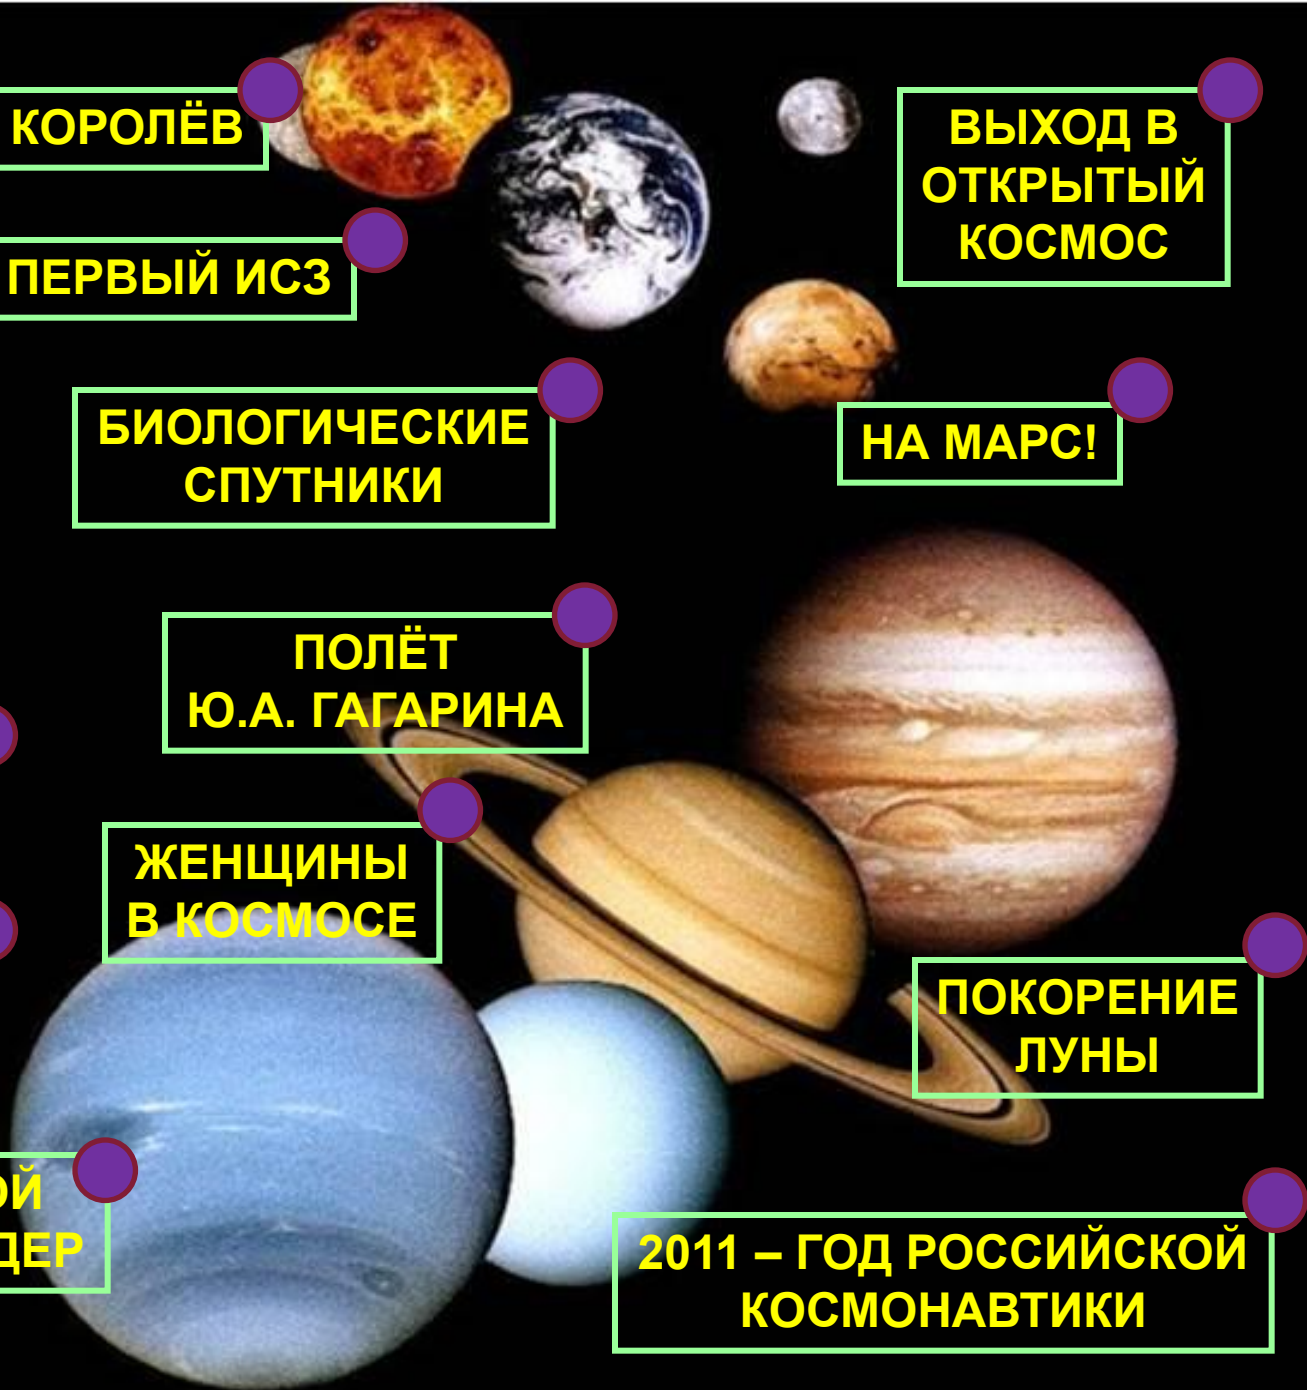 КОРОЛЁВ
ПЕРВЫЙ ИСЗ
БИОЛОГИЧЕСКИЕ
СПУТНИКИ
ПОЛЁТ
Ю.А. ГАГАРИНА
ЖЕНЩИНЫ
В КОСМОСЕ
ВЫХОД В
ОТКРЫТЫЙ
КОСМОС
НА МАРС!
ПОКОРЕНИЕ
ЛУНЫ
2011 – ГОД РОССИЙСКОЙ
КОСМОНАВТИКИ